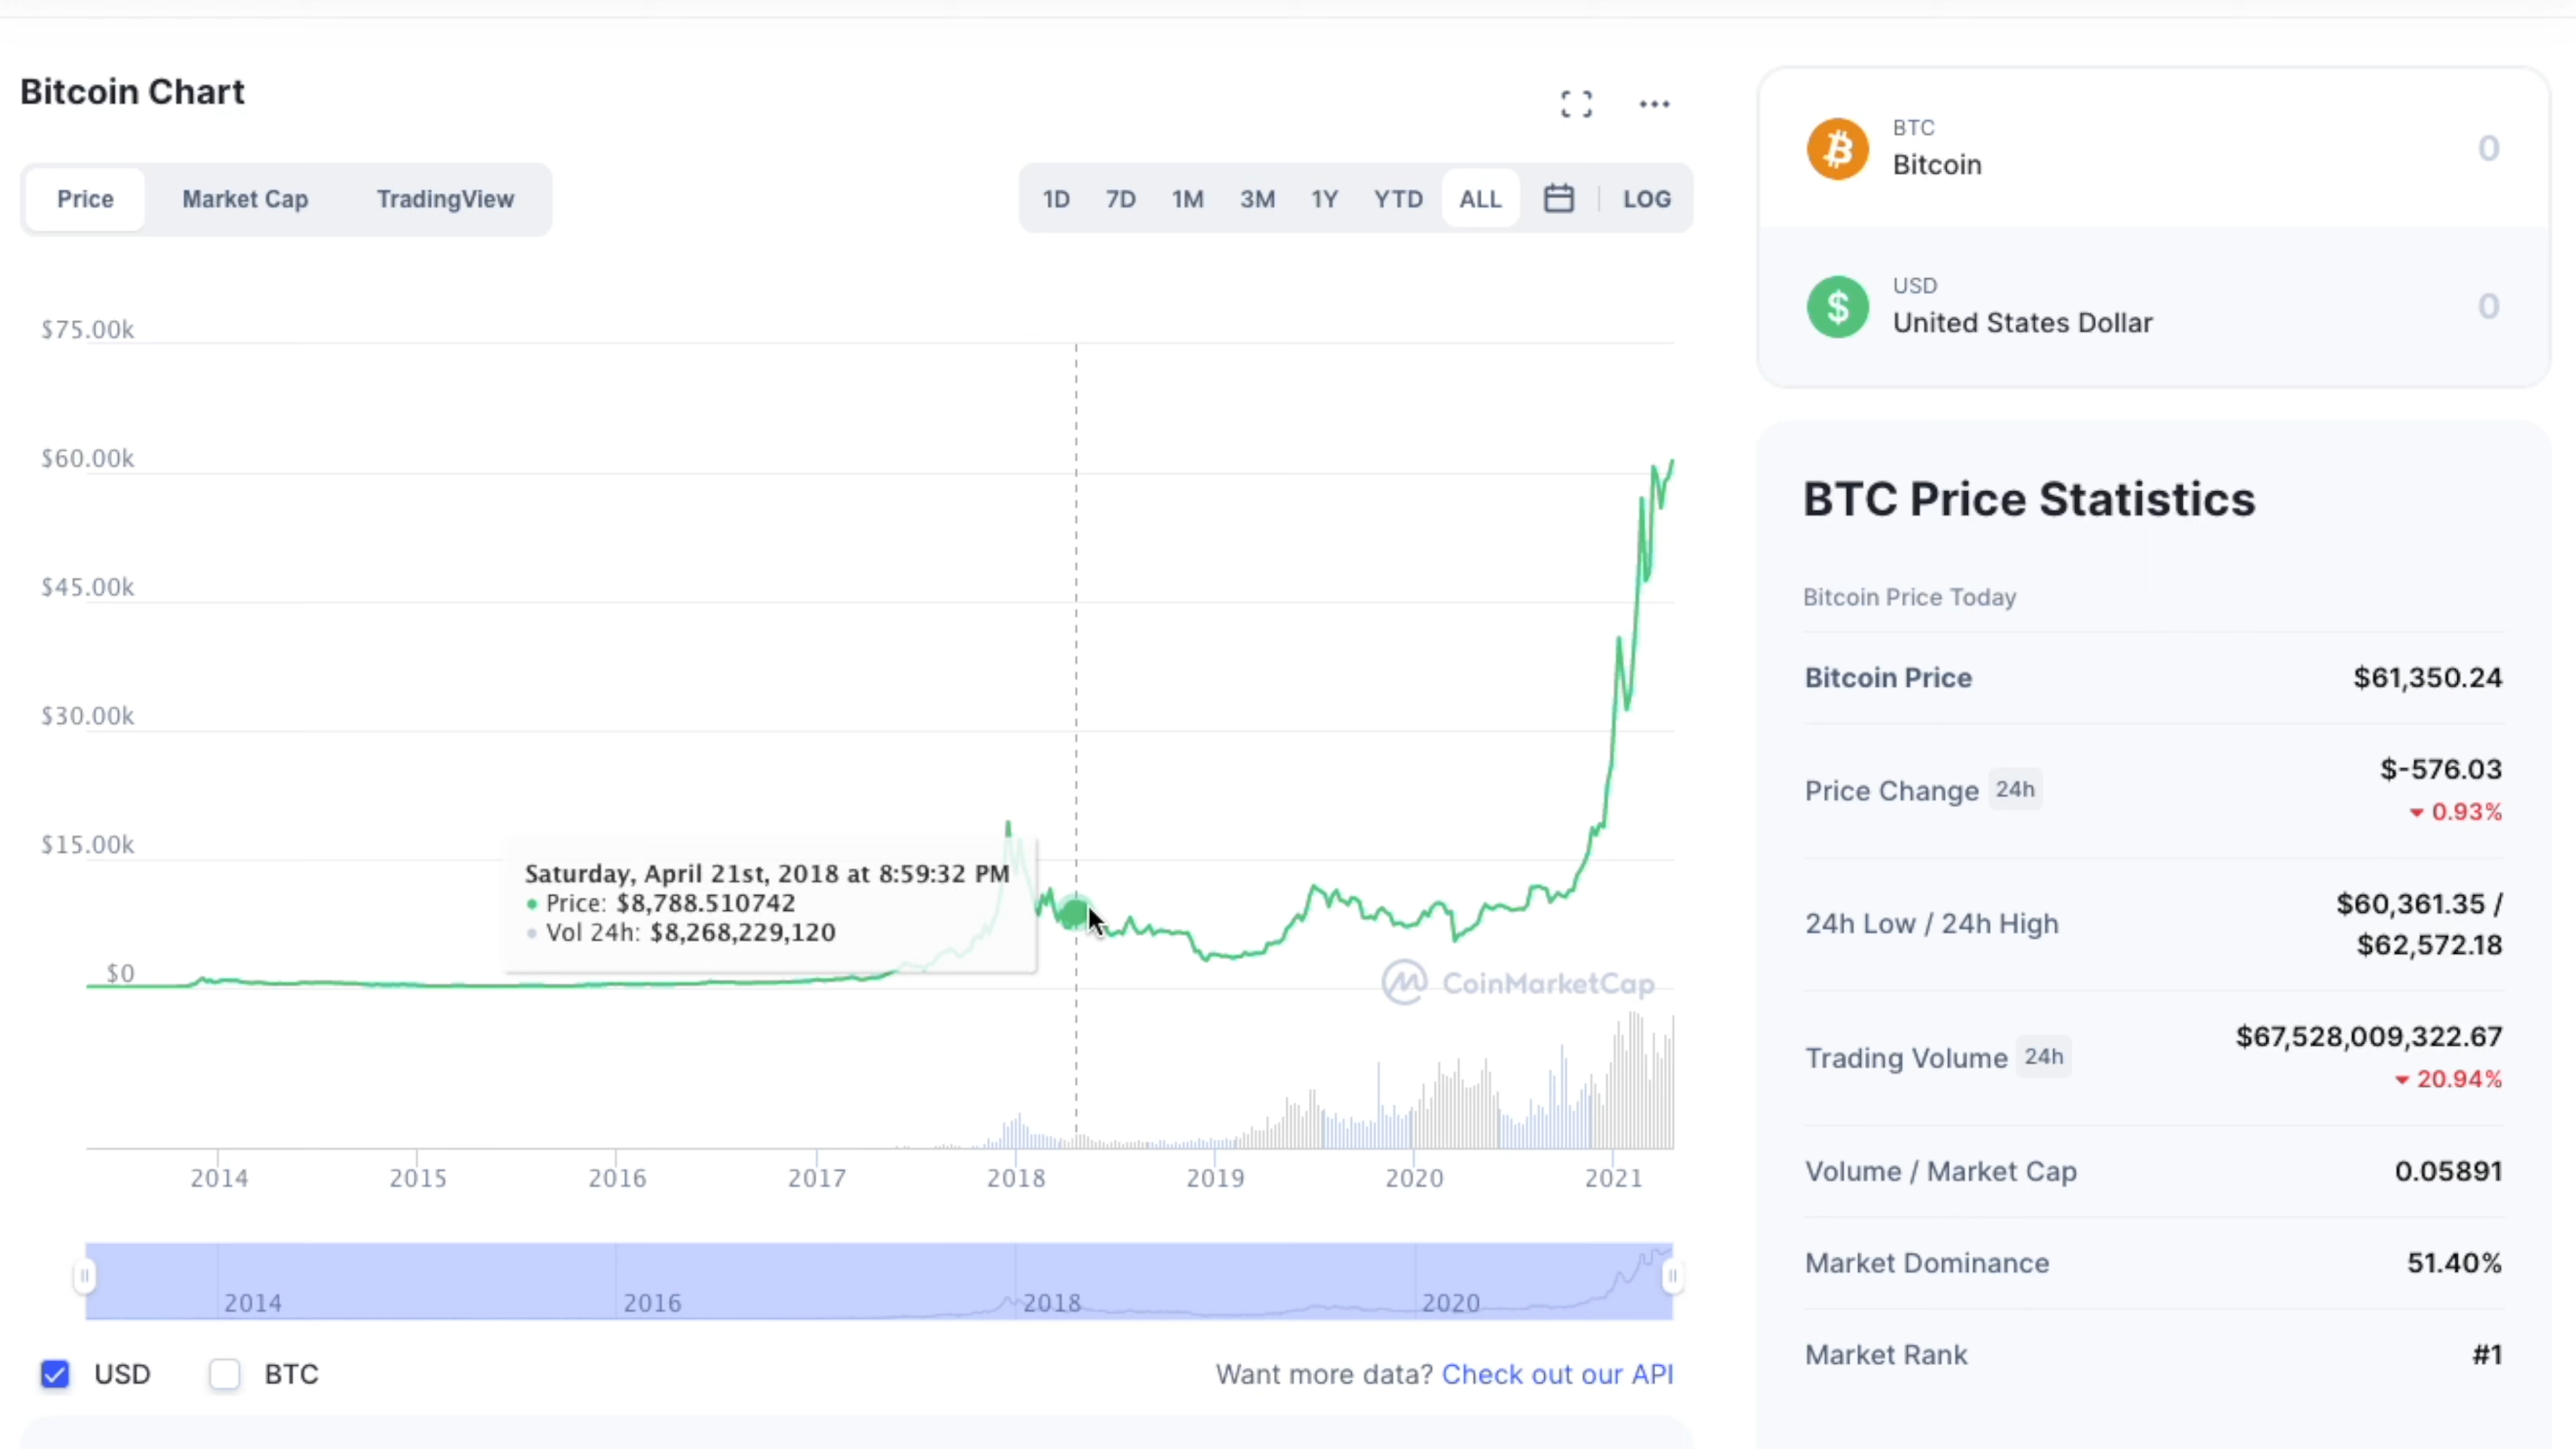 Bitcoin Chart
Price Market Cap TradingView
1D 7D 1M 3M 1Y YTD ALL LOG
$75.00k
$60.00k
$45.00k
$30.00k
$15.00k
$0
Saturday, April 21st, 2018 at 8:59:32 PM
Price: $8,788.510742
Vol 24h: $8,268,229,120
CoinMarketCap
2014 2015 2016 2017 2018 2019 2020 2021
2014 2016 2018 2020
USD BTC
Want more data? Check out our API
BTC
Bitcoin 0
USD
United States Dollar 0
BTC Price Statistics
Bitcoin Price Today
Bitcoin Price $61,350.24
Price Change 24h $-576.03
0.93%
24h Low / 24h High $60,361.35 /
$62,572.18
Trading Volume 24h $67,528,009,322.67
20.94%
Volume / Market Cap 0.05891
Market Dominance 51.40%
Market Rank #1